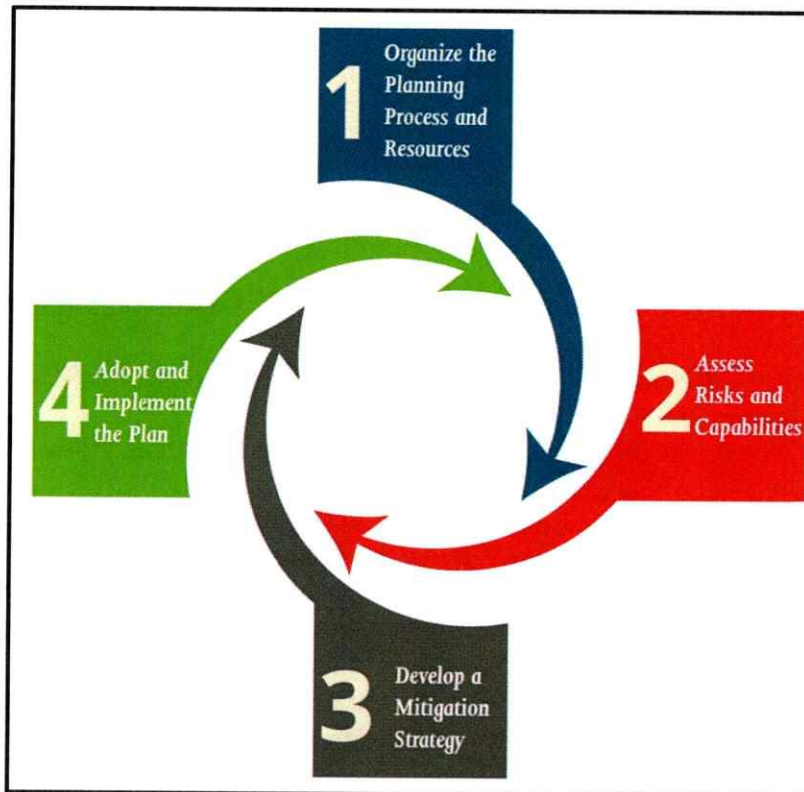 1
Organize the
Planning
Process and
Resources
2
Assess
Risks and
Capabilities
3
Develop a
Mitigation
Strategy
4
Adopt and
Implement
the Plan